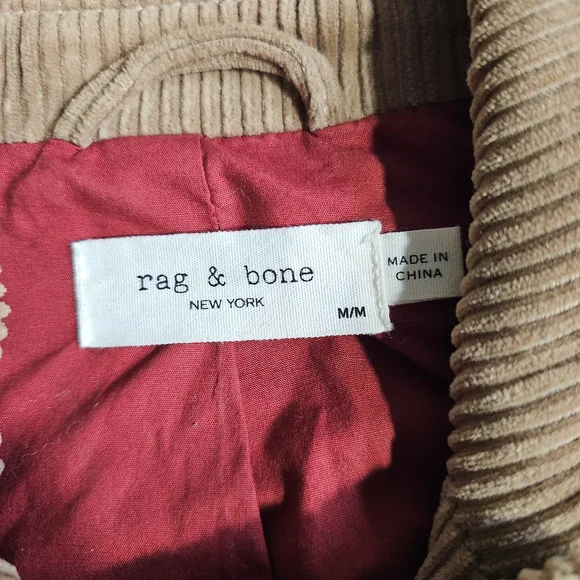 rag & bone
NEW YORK
M/M
MADE IN
CHINA